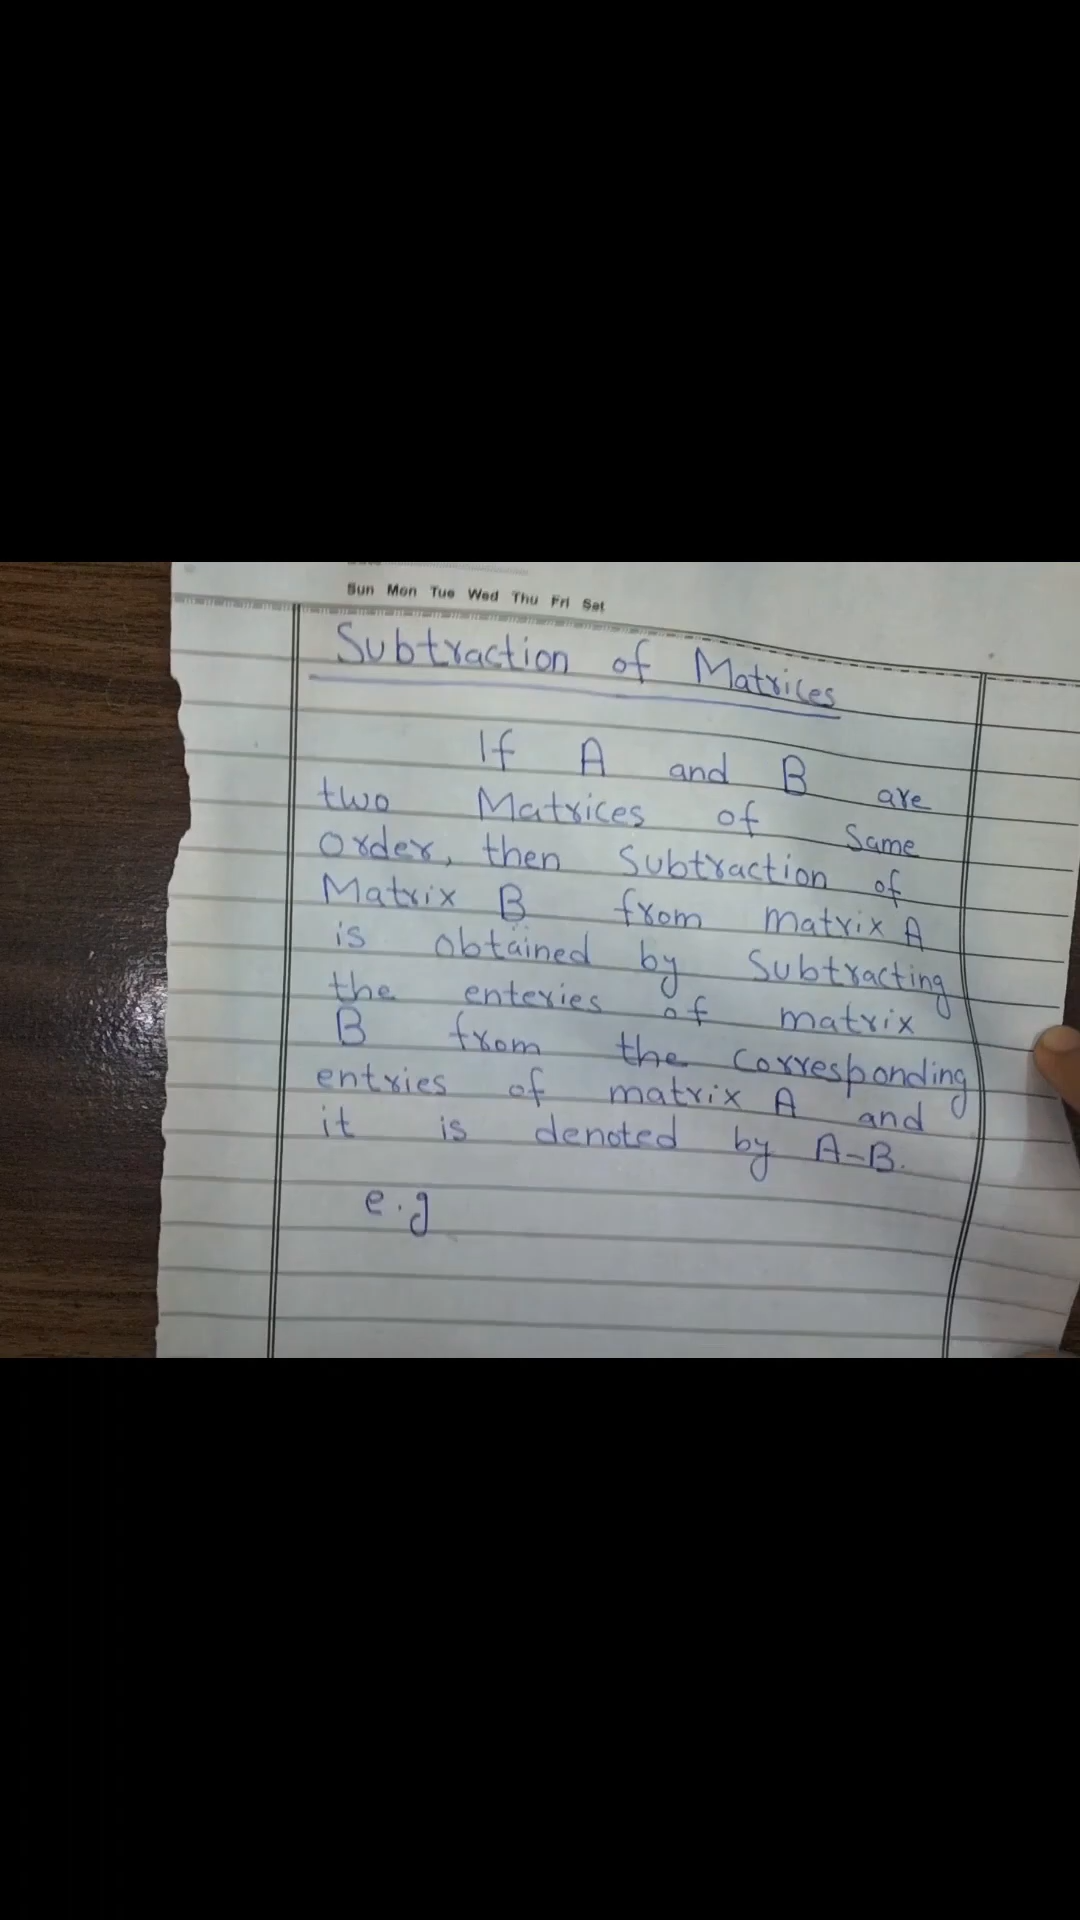 Sun Mon Tue Wed Thu Fri Sat
Subtraction of Matrices
If A and B are
two Matrices of Same
order, then Subtraction of
Matrix B from matrix A
is obtained by Subtracting
the enteries of matrix
B from the corresponding
entries of matrix A and
it is denoted by A-B.
e.g